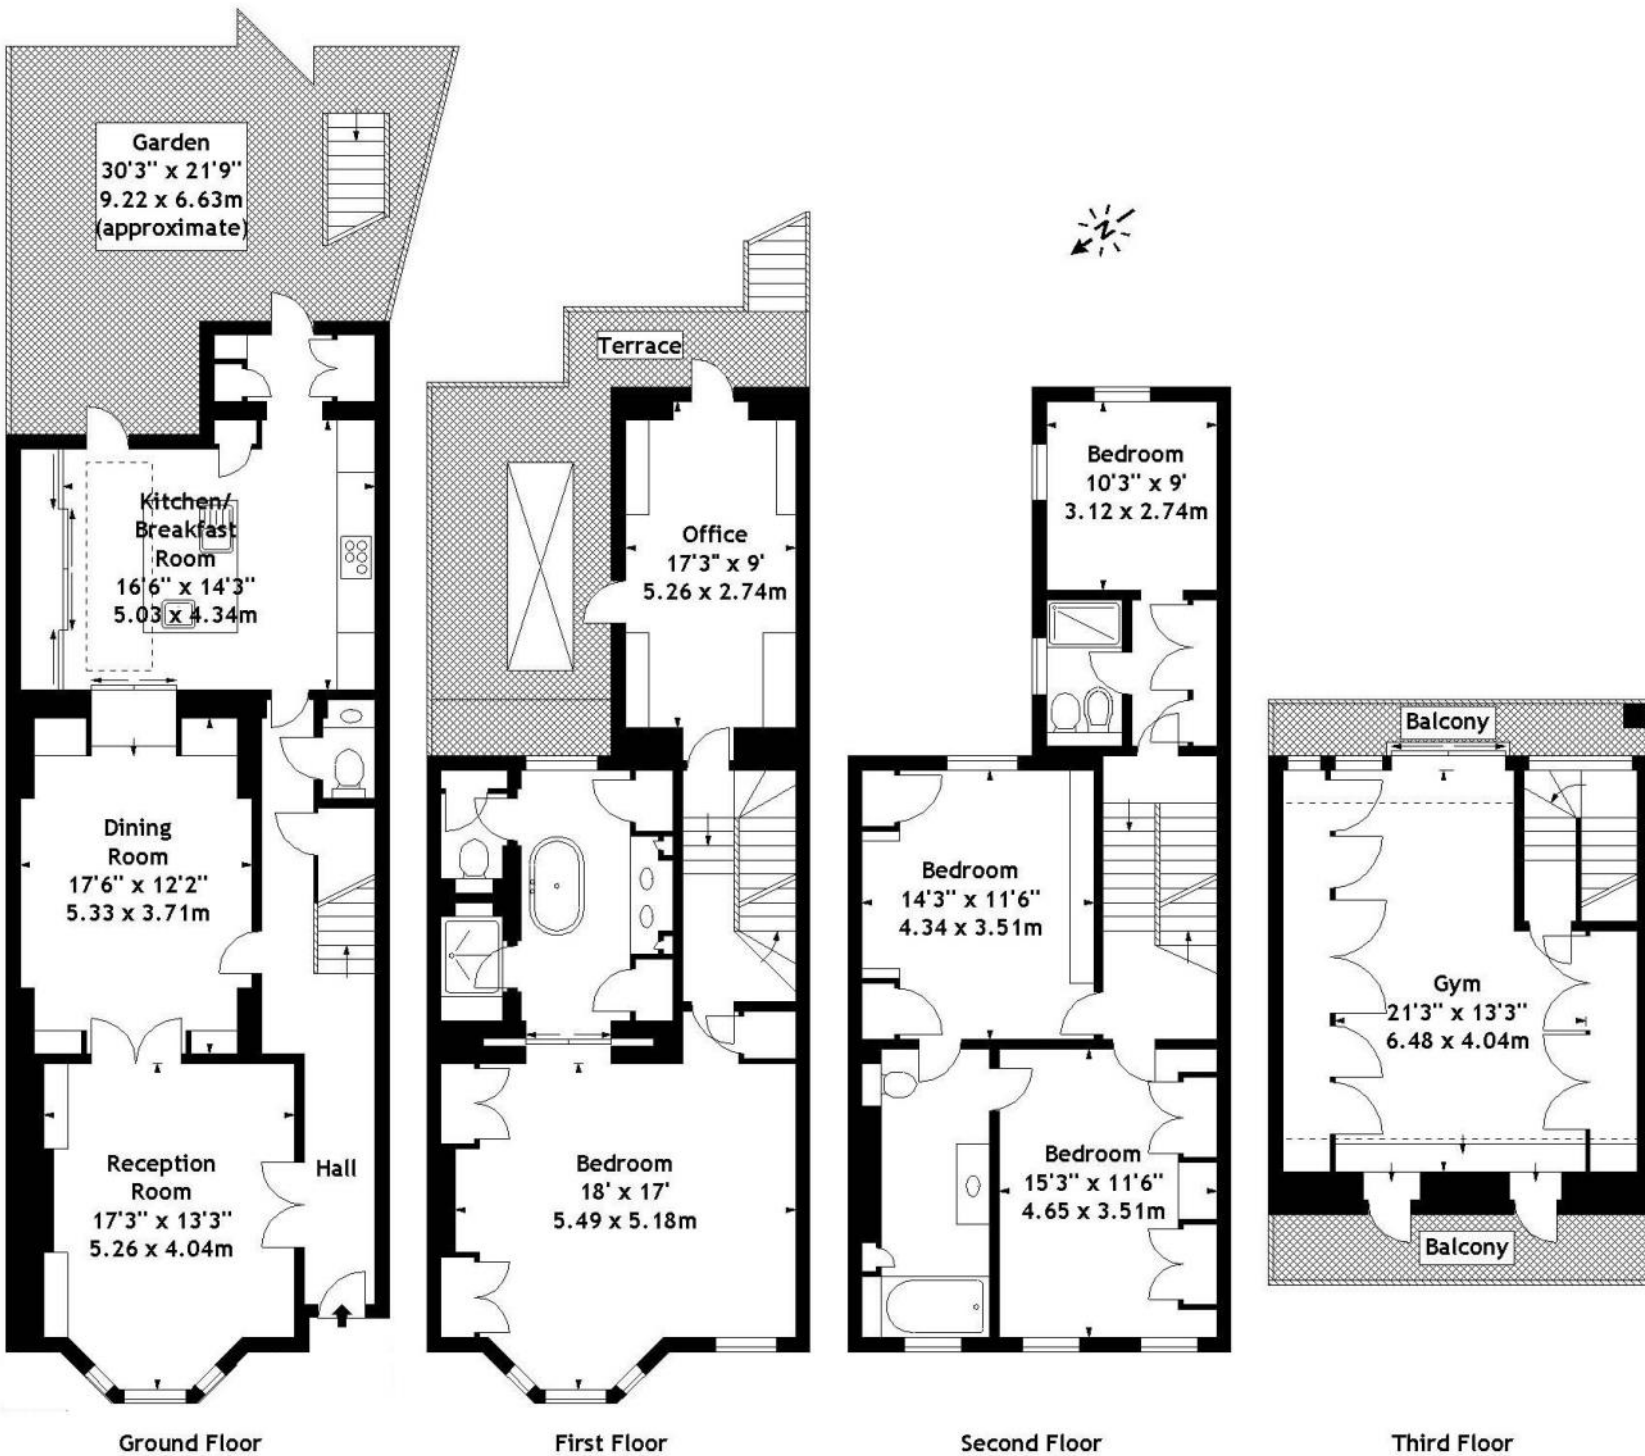 Garden
30'3" x 21'9"
9.22 x 6.63m
(approximate)
Kitchen/
Breakfast
Room
16'6" x 14'3"
5.03 x 4.34m
Dining
Room
17'6" x 12'2"
5.33 x 3.71m
Reception
Room
17'3" x 13'3"
5.26 x 4.04m
Hall
Ground Floor
Terrace
Office
17'3" x 9'
5.26 x 2.74m
Bedroom
18' x 17'
5.49 x 5.18m
First Floor
N
Bedroom
10'3" x 9'
3.12 x 2.74m
Bedroom
14'3" x 11'6"
4.34 x 3.51m
Bedroom
15'3" x 11'6"
4.65 x 3.51m
Second Floor
Balcony
Gym
21'3" x 13'3"
6.48 x 4.04m
Balcony
Third Floor